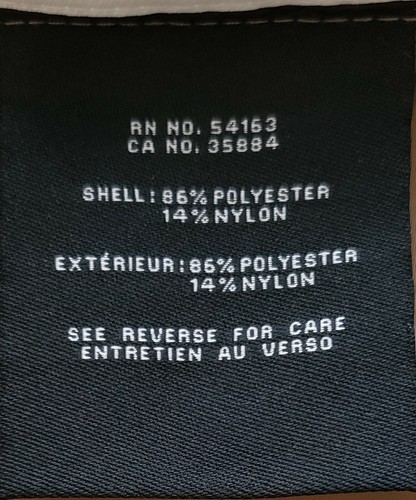 RN NO. 54163
CA NO. 35884
SHELL: 86% POLYESTER
14% NYLON
EXTÉRIEUR: 86% POLYESTER
14% NYLON
SEE REVERSE FOR CARE
ENTRETIEN AU VERSO